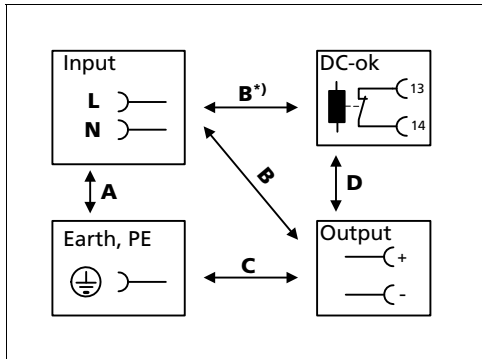 Input
L
N
DC-ok
13
14
B*)
A
B
D
Earth, PE
C
Output
+
-